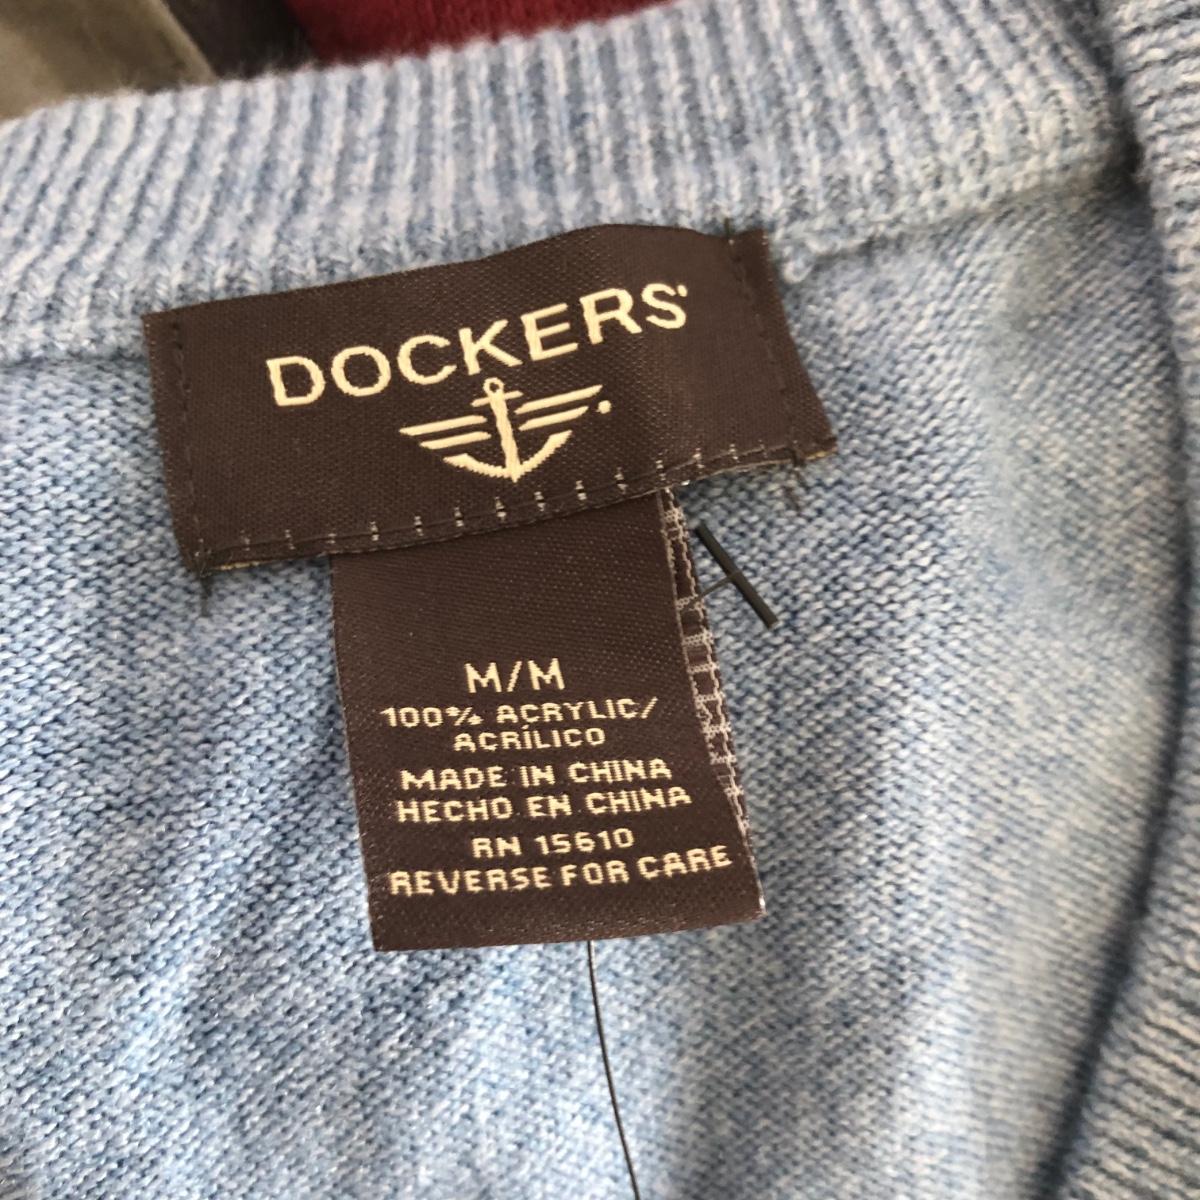 DOCKERS
M/M
100% ACRYLIC/
ACRÍLICO
MADE IN CHINA
HECHO EN CHINA
RN 15610
REVERSE FOR CARE